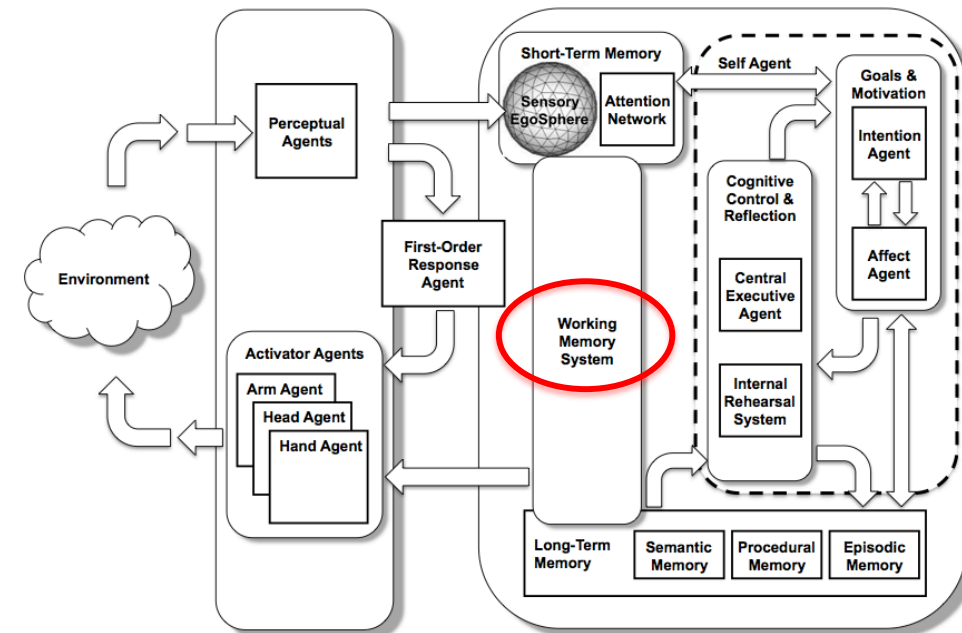 Short-Term Memory
Sensory
EgoSphere
Attention
Network
Self Agent
Goals &
Motivation
Intention
Agent
Affect
Agent
Perceptual
Agents
Cognitive
Control &
Reflection
Central
Executive
Agent
Internal
Rehearsal
System
First-Order
Response
Agent
Environment
Working
Memory
System
Activator Agents
Arm Agent
Head Agent
Hand Agent
Long-Term
Memory
Semantic
Memory
Procedural
Memory
Episodic
Memory